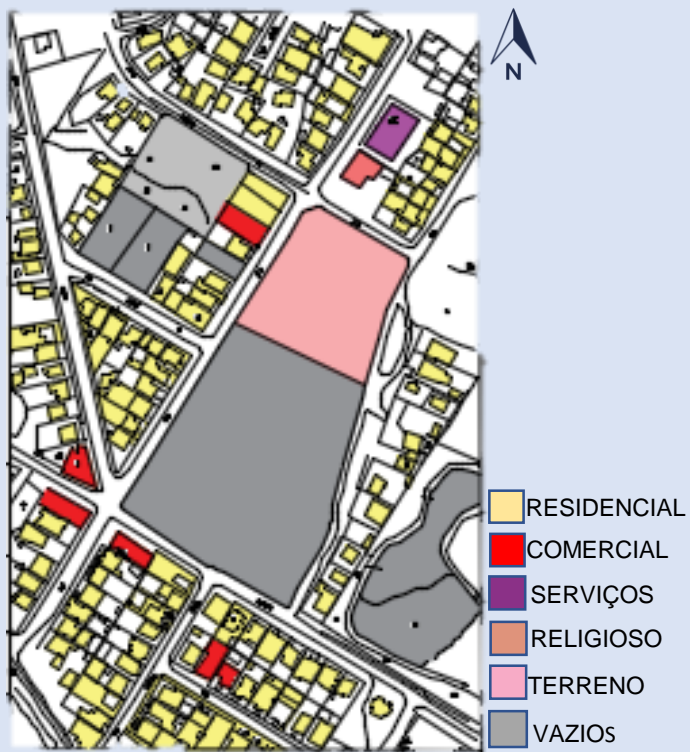 N
RESIDENCIAL
COMERCIAL
SERVIÇOS
RELIGIOSO
TERRENO
VAZIOs